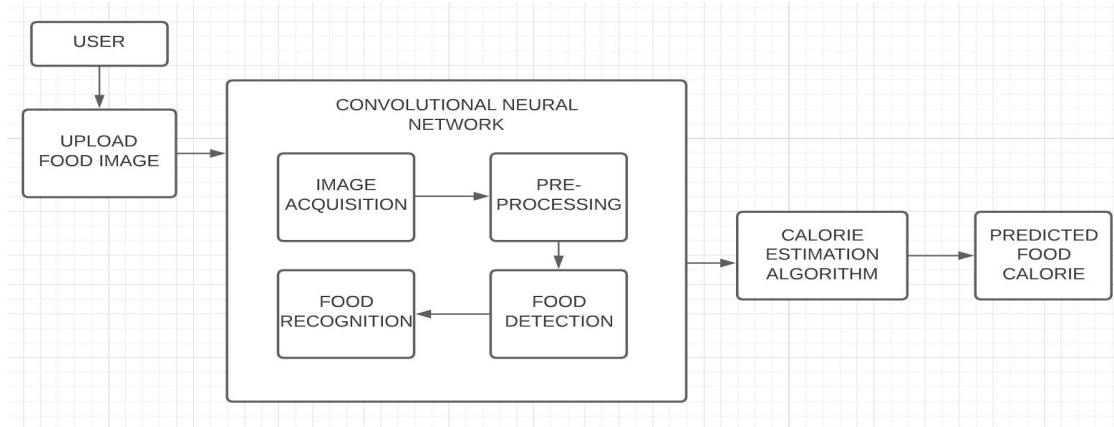 USER
UPLOAD
FOOD IMAGE
CONVOLUTIONAL NEURAL
NETWORK
IMAGE
ACQUISITION
PRE-
PROCESSING
FOOD
DETECTION
FOOD
RECOGNITION
CALORIE
ESTIMATION
ALGORITHM
PREDICTED
FOOD
CALORIE